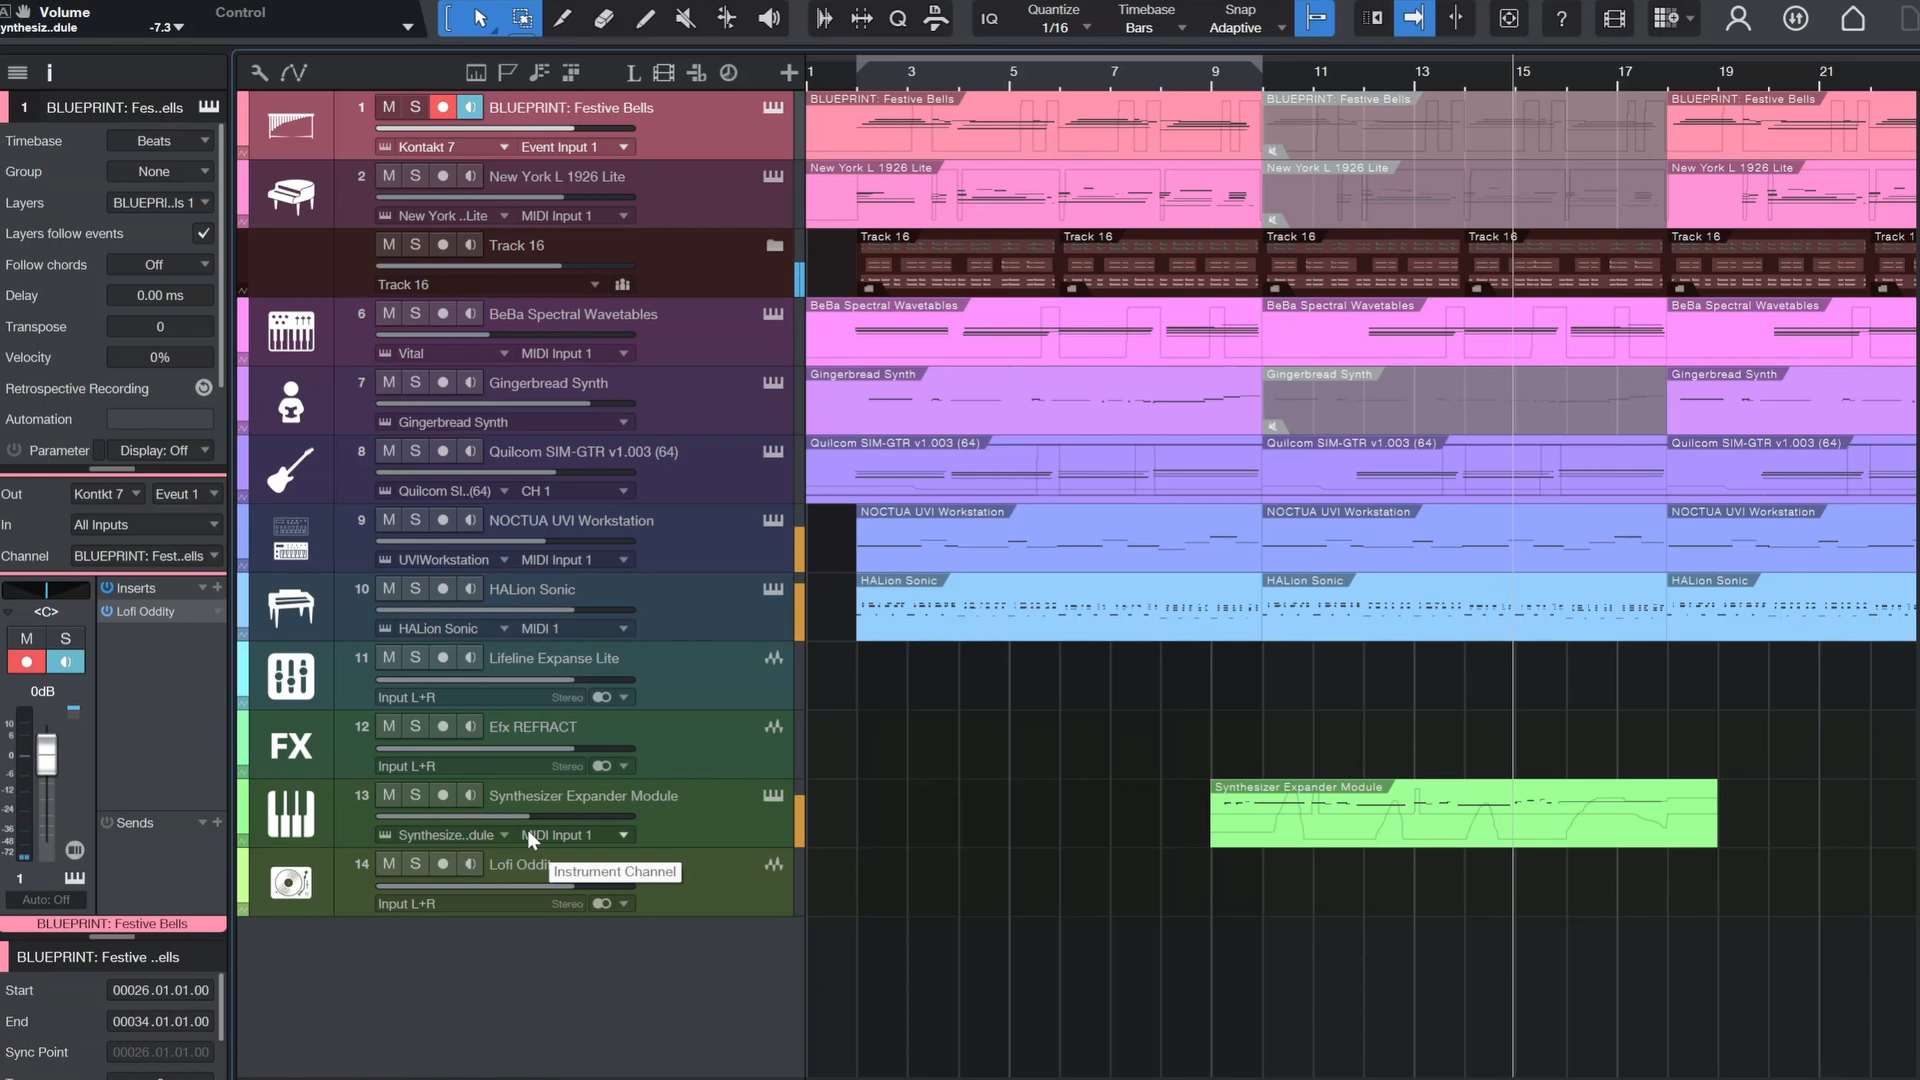 Volume
Control
ynthesiz..dule
-7.3
Quantize
1/16
Timebase
Bars
Snap
Adaptive
IQ
?
i
L
1 3 5 7 9 11 13 15 17 19 21
1 BLUEPRINT: Fes..ells
Timebase Beats
Group None
Layers BLUEPRI..ls 1
Layers follow events
Follow chords Off
Delay 0.00 ms
Transpose 0
Velocity 0%
Retrospective Recording
Automation
Parameter Display: Off
Out Kontkt 7 Eveut 1
In All Inputs
Channel BLUEPRINT: Fest..ells
Inserts
<C> Lofi Oddity
M S
0dB
10
6
0
-6
-12
-24
-36
-48
-72
Sends
1
Auto: Off
BLUEPRINT: Festive Bells
BLUEPRINT: Festive ..ells
Start 00026.01.01.00
End 00034.01.01.00
Sync Point 00026.01.01.00
1 M S BLUEPRINT: Festive Bells
Kontakt 7 Event Input 1
2 M S New York L 1926 Lite
New York ..Lite MIDI Input 1
M S Track 16
Track 16
6 M S BeBa Spectral Wavetables
Vital MIDI Input 1
7 M S Gingerbread Synth
Gingerbread Synth
8 M S Quilcom SIM-GTR v1.003 (64)
Quilcom SI..(64) CH 1
9 M S NOCTUA UVI Workstation
UVIWorkstation MIDI Input 1
10 M S HALion Sonic
HALion Sonic MIDI 1
11 M S Lifeline Expanse Lite
Input L+R Stereo
FX 12 M S Efx REFRACT
Input L+R Stereo
13 M S Synthesizer Expander Module
Synthesize..dule MIDI Input 1
14 M S Lofi Oddit
Instrument Channel
Input L+R Stereo
BLUEPRINT: Festive Bells BLUEPRINT: Festive Bells BLUEPRINT: Festive Bells
New York L 1926 Lite New York L 1926 Lite New York L 1926 Lite
Track 16 Track 16 Track 16 Track 16 Track 16 Track 1
BeBa Spectral Wavetables BeBa Spectral Wavetables BeBa Spectral Wavetables
Gingerbread Synth Gingerbread Synth Gingerbread Synth
Quilcom SIM-GTR v1.003 (64) Quilcom SIM-GTR v1.003 (64) Quilcom SIM-GTR v1.003 (64)
NOCTUA UVI Workstation NOCTUA UVI Workstation NOCTUA UVI Workstation
HALion Sonic HALion Sonic HALion Sonic
Synthesizer Expander Module